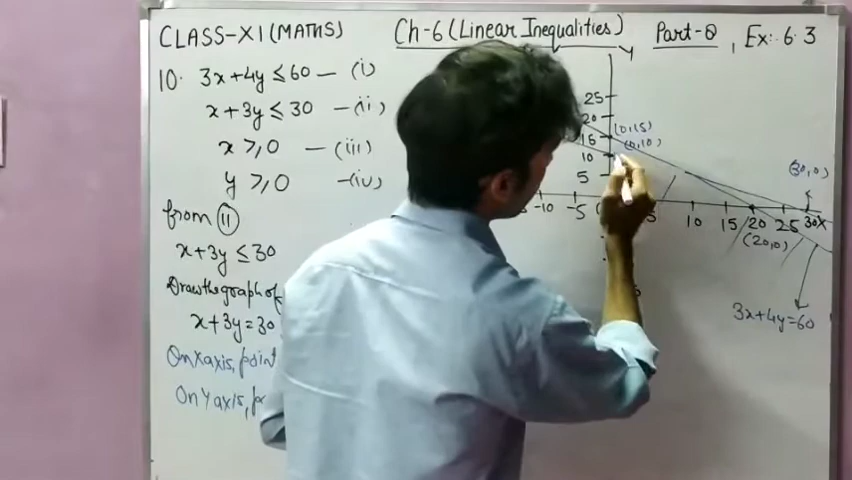 CLASS-XI (MATHS)
Ch-6 (Linear Inequalities)
Part-8, Ex:- 6.3
10. 3x+4y ≤ 60 — (i)
x+3y ≤ 30 — (ii)
x ≥ 0 — (iii)
y ≥ 0 — (iv)
from (II)
x+3y ≤ 30
Draw the graph of
x+3y = 30
On X axis, point
On Y axis,
Y
25
20
15
10
5
(0,15)
(0,10)
(30,0)
-10 -5
10 15 20 25 30 X
(20,0)
3x+4y=60